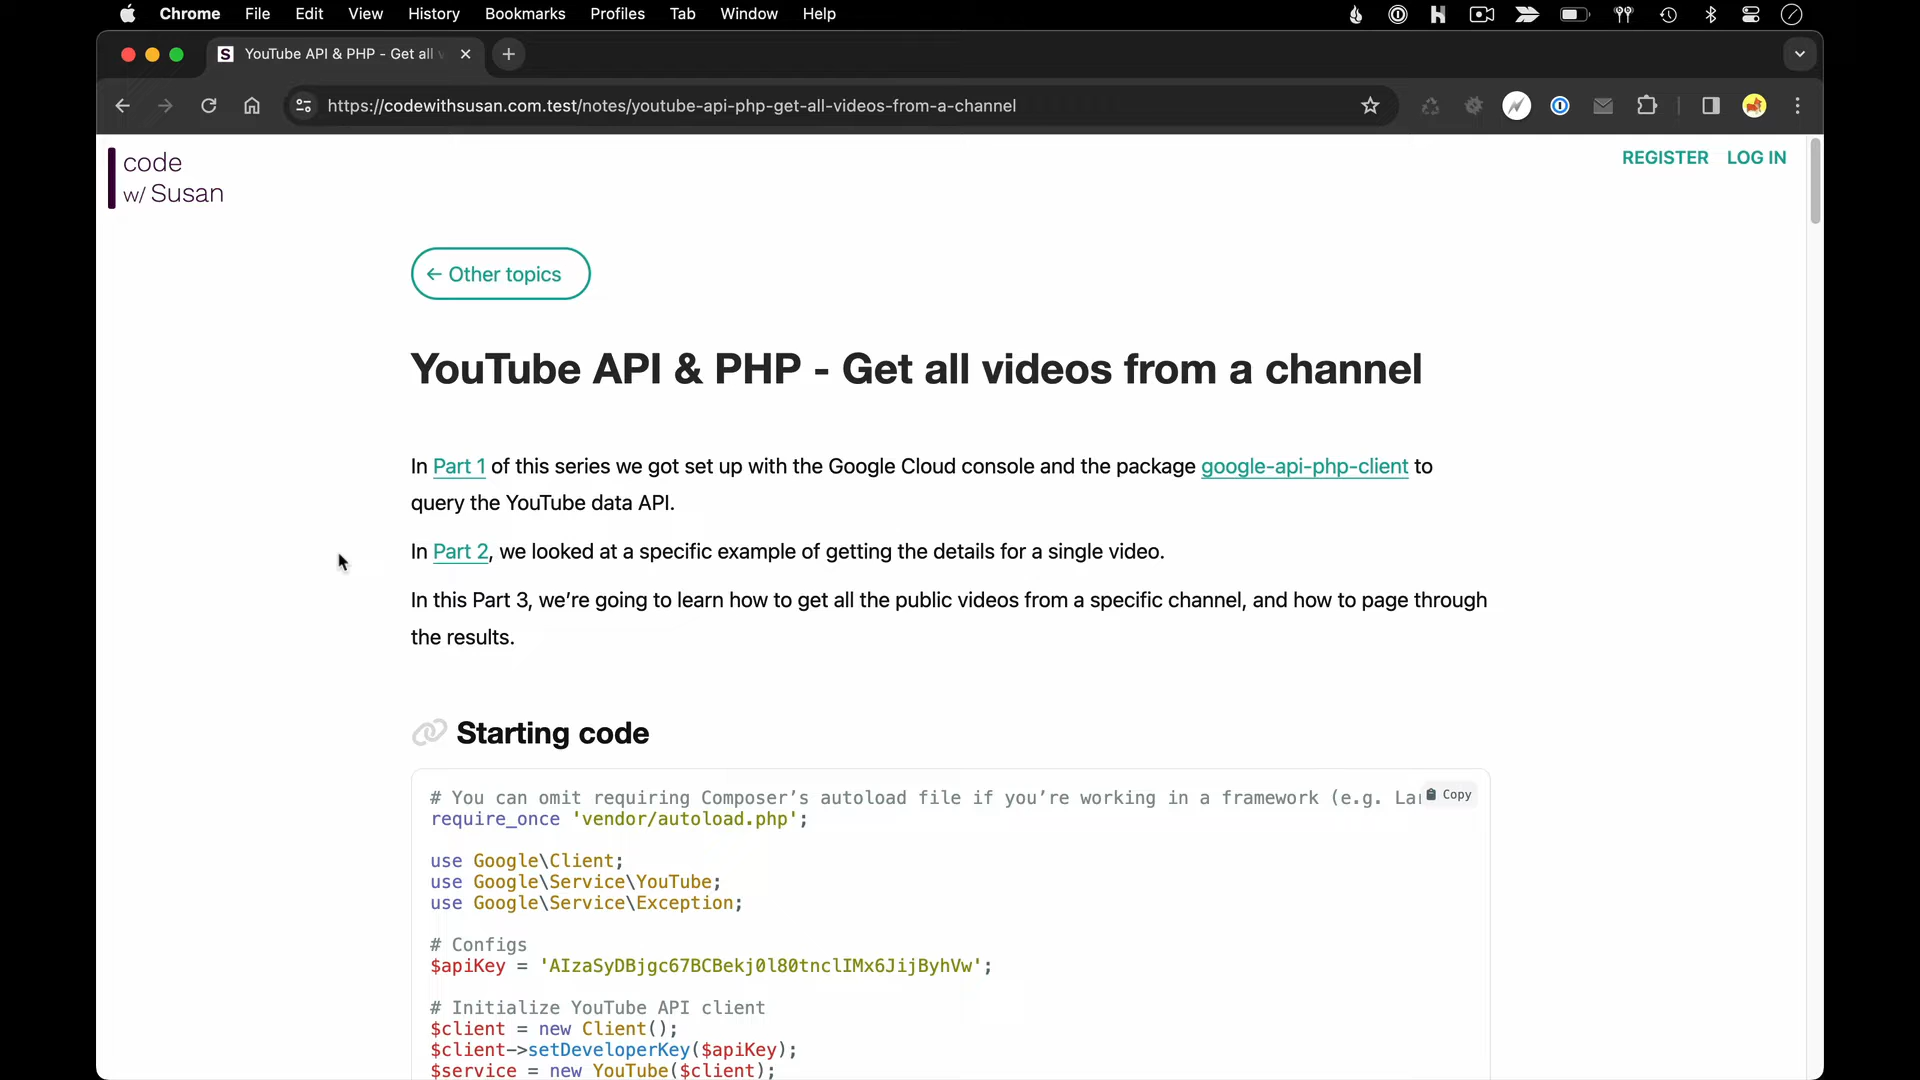 Chrome File Edit View History Bookmarks Profiles Tab Window Help
YouTube API & PHP - Get all
https://codewithsusan.com.test/notes/youtube-api-php-get-all-videos-from-a-channel
code
w/ Susan
REGISTER LOG IN
← Other topics
YouTube API & PHP - Get all videos from a channel
In Part 1 of this series we got set up with the Google Cloud console and the package google-api-php-client to
query the YouTube data API.
In Part 2, we looked at a specific example of getting the details for a single video.
In this Part 3, we’re going to learn how to get all the public videos from a specific channel, and how to page through
the results.
Starting code
Copy
# You can omit requiring Composer’s autoload file if you’re working in a framework (e.g. La
require_once 'vendor/autoload.php';
use Google\Client;
use Google\Service\YouTube;
use Google\Service\Exception;
# Configs
$apiKey = 'AIzaSyDBjgc67BCBekj0l80tnclIMx6JijByhVw';
# Initialize YouTube API client
$client = new Client();
$client->setDeveloperKey($apiKey);
$service = new YouTube($client);